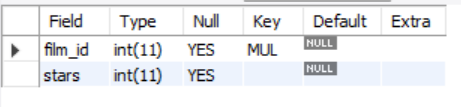 Field Type Null Key Default Extra
film_id int(11) YES MUL NULL
stars int(11) YES NULL